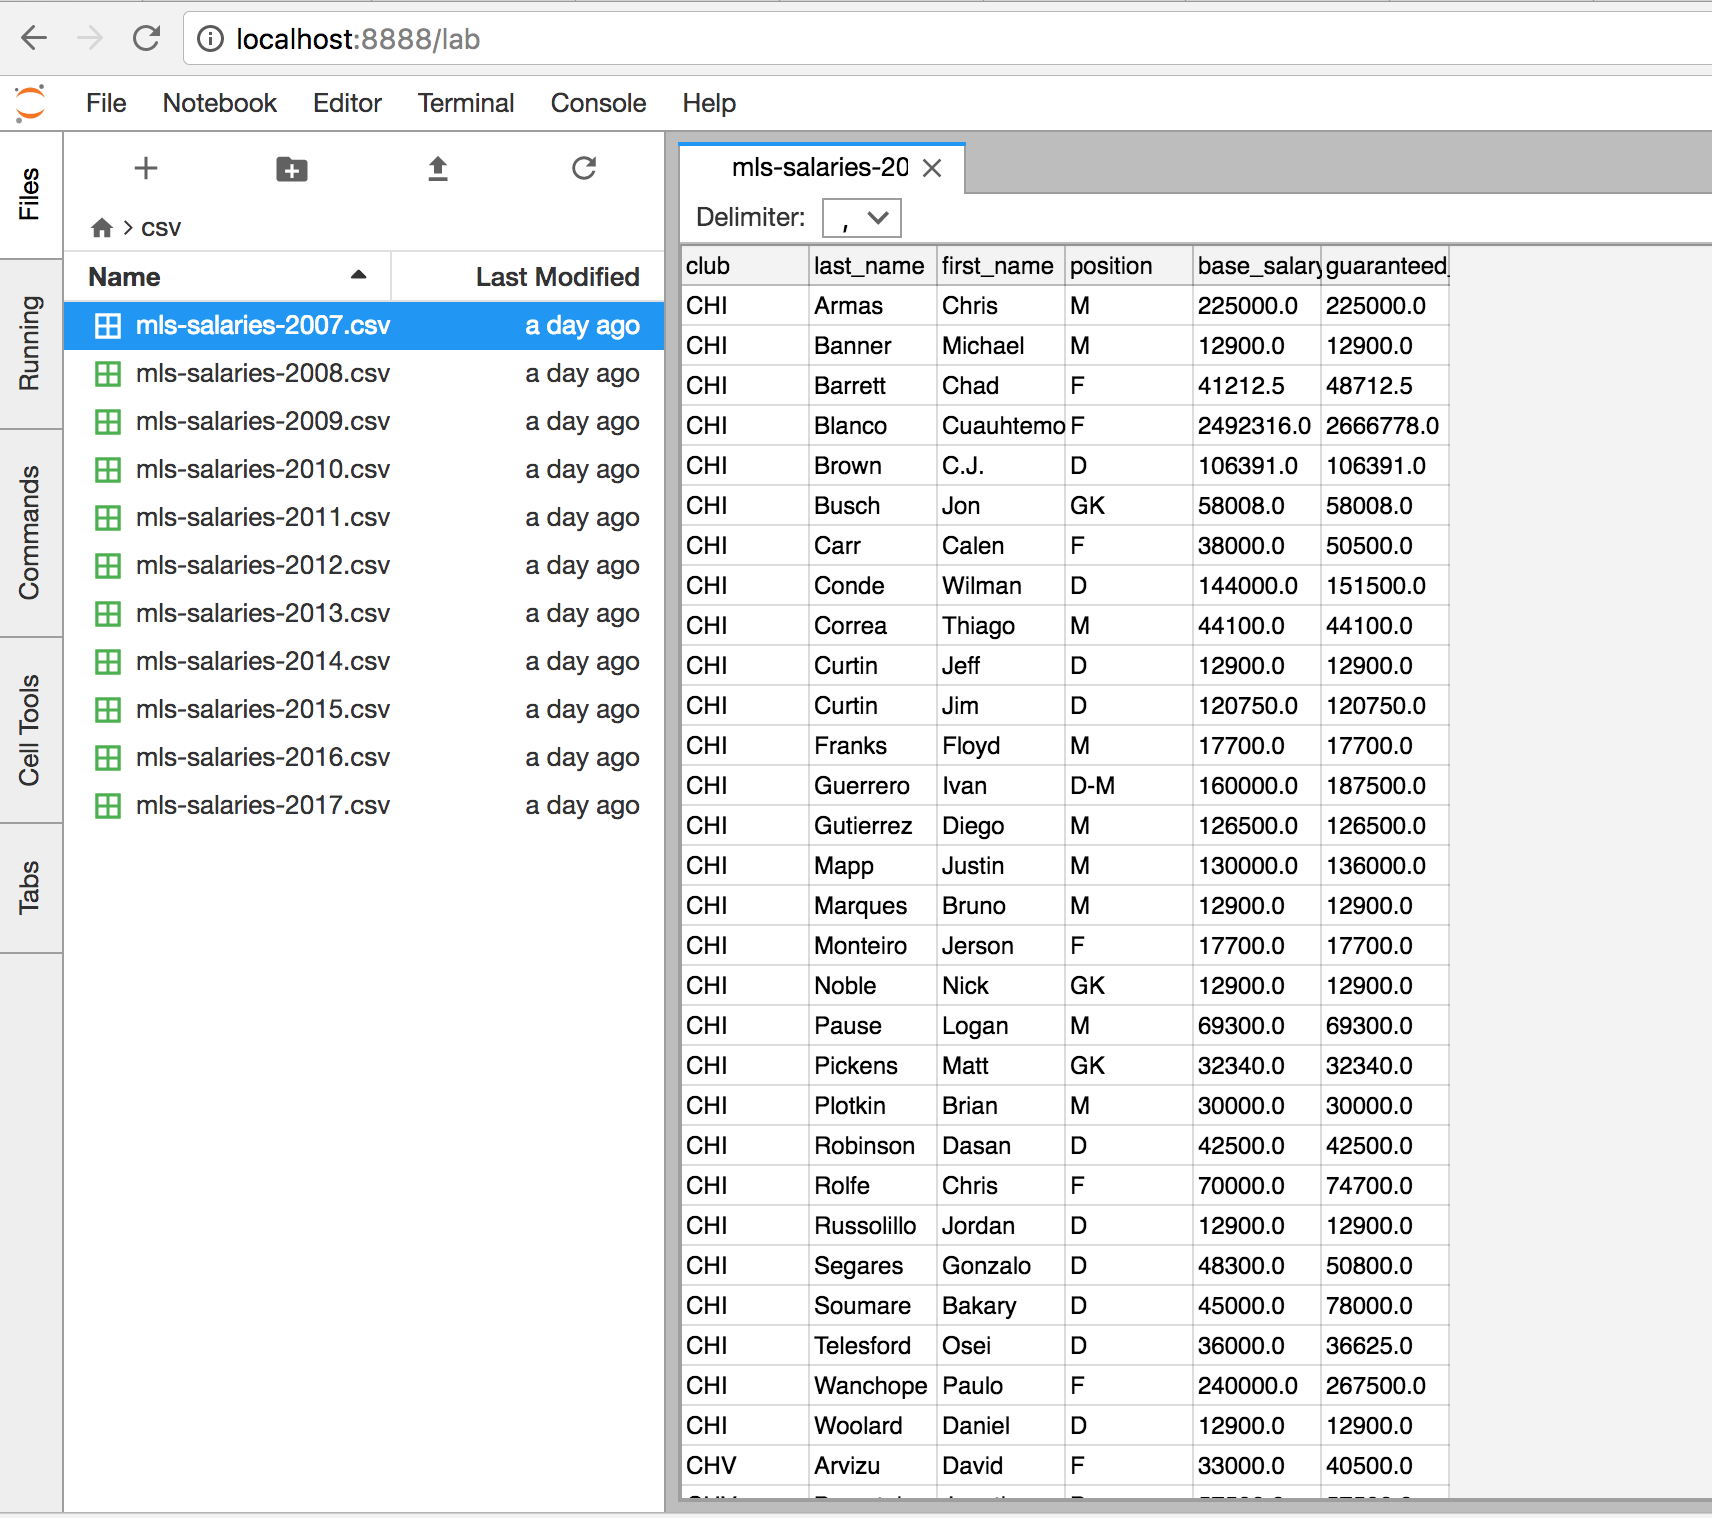 localhost:8888/lab
File Notebook Editor Terminal Console Help
Files
Running
Commands
Cell Tools
Tabs
> csv
Name Last Modified
mls-salaries-2007.csv a day ago
mls-salaries-2008.csv a day ago
mls-salaries-2009.csv a day ago
mls-salaries-2010.csv a day ago
mls-salaries-2011.csv a day ago
mls-salaries-2012.csv a day ago
mls-salaries-2013.csv a day ago
mls-salaries-2014.csv a day ago
mls-salaries-2015.csv a day ago
mls-salaries-2016.csv a day ago
mls-salaries-2017.csv a day ago
mls-salaries-20
Delimiter: ,
club last_name first_name position base_salary guaranteed_
CHI Armas Chris M 225000.0 225000.0
CHI Banner Michael M 12900.0 12900.0
CHI Barrett Chad F 41212.5 48712.5
CHI Blanco Cuauhtemo F 2492316.0 2666778.0
CHI Brown C.J. D 106391.0 106391.0
CHI Busch Jon GK 58008.0 58008.0
CHI Carr Calen F 38000.0 50500.0
CHI Conde Wilman D 144000.0 151500.0
CHI Correa Thiago M 44100.0 44100.0
CHI Curtin Jeff D 12900.0 12900.0
CHI Curtin Jim D 120750.0 120750.0
CHI Franks Floyd M 17700.0 17700.0
CHI Guerrero Ivan D-M 160000.0 187500.0
CHI Gutierrez Diego M 126500.0 126500.0
CHI Mapp Justin M 130000.0 136000.0
CHI Marques Bruno M 12900.0 12900.0
CHI Monteiro Jerson F 17700.0 17700.0
CHI Noble Nick GK 12900.0 12900.0
CHI Pause Logan M 69300.0 69300.0
CHI Pickens Matt GK 32340.0 32340.0
CHI Plotkin Brian M 30000.0 30000.0
CHI Robinson Dasan D 42500.0 42500.0
CHI Rolfe Chris F 70000.0 74700.0
CHI Russolillo Jordan D 12900.0 12900.0
CHI Segares Gonzalo D 48300.0 50800.0
CHI Soumare Bakary D 45000.0 78000.0
CHI Telesford Osei D 36000.0 36625.0
CHI Wanchope Paulo F 240000.0 267500.0
CHI Woolard Daniel D 12900.0 12900.0
CHV Arvizu David F 33000.0 40500.0